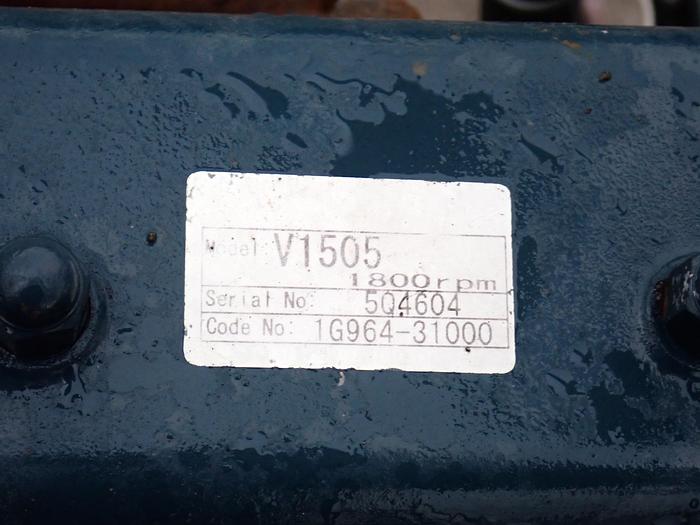 Model: V1505
1800rpm
Serial No: 5Q4604
Code No: 1G964-31000